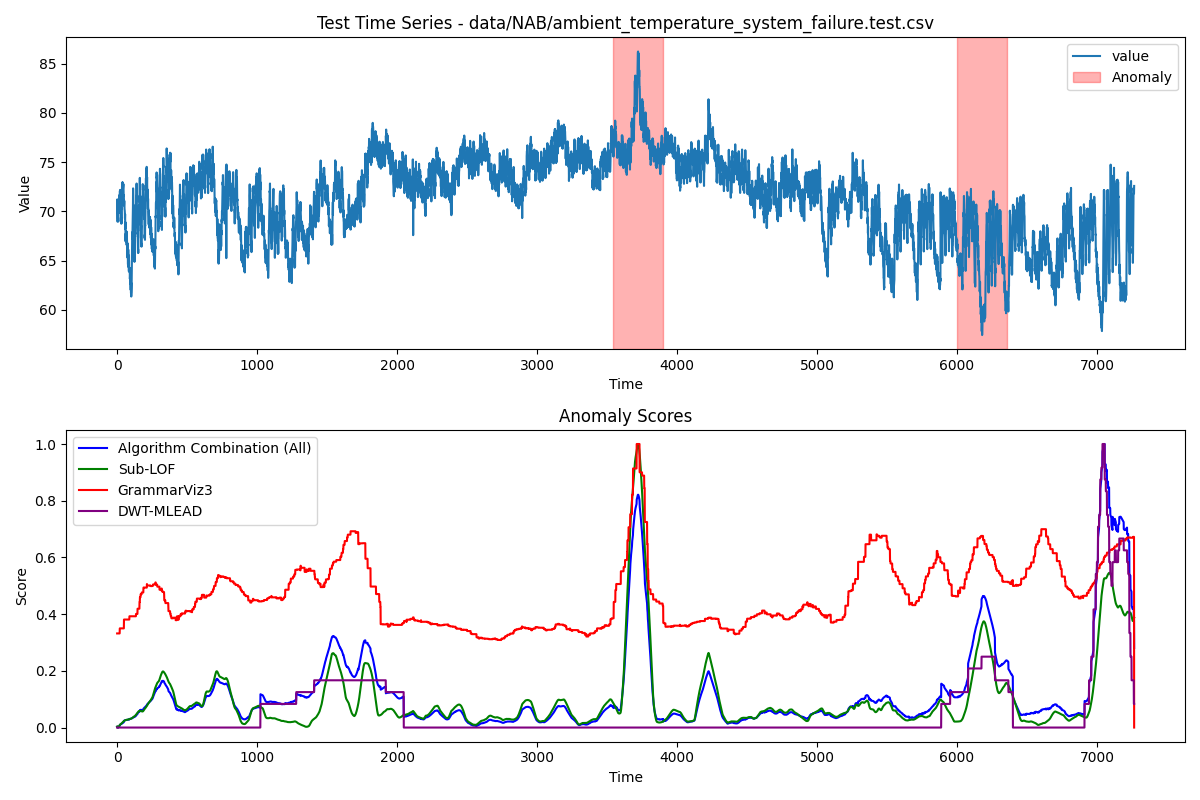 Test Time Series - data/NAB/ambient_temperature_system_failure.test.csv
Value
85
80
75
70
65
60
value
Anomaly
0 1000 2000 3000 4000 5000 6000 7000
Time
Anomaly Scores
Score
1.0
0.8
0.6
0.4
0.2
0.0
Algorithm Combination (All)
Sub-LOF
GrammarViz3
DWT-MLEAD
0 1000 2000 3000 4000 5000 6000 7000
Time